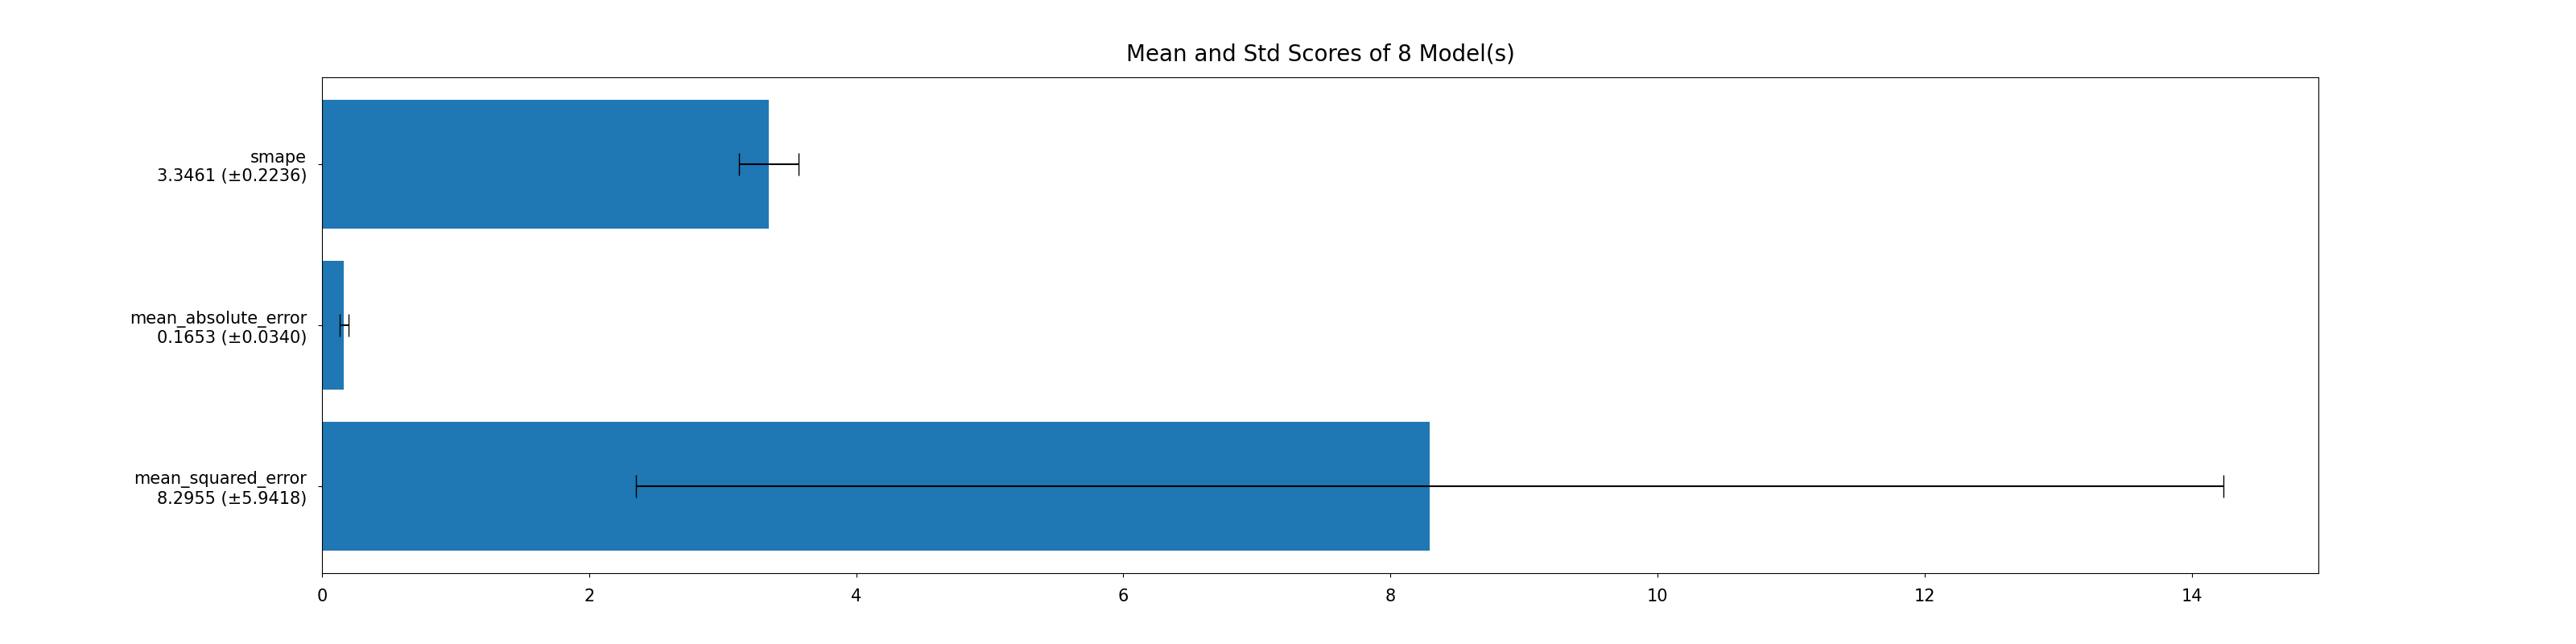 Mean and Std Scores of 8 Model(s)
smape
3.3461 (±0.2236)
mean_absolute_error
0.1653 (±0.0340)
mean_squared_error
8.2955 (±5.9418)
0 2 4 6 8 10 12 14